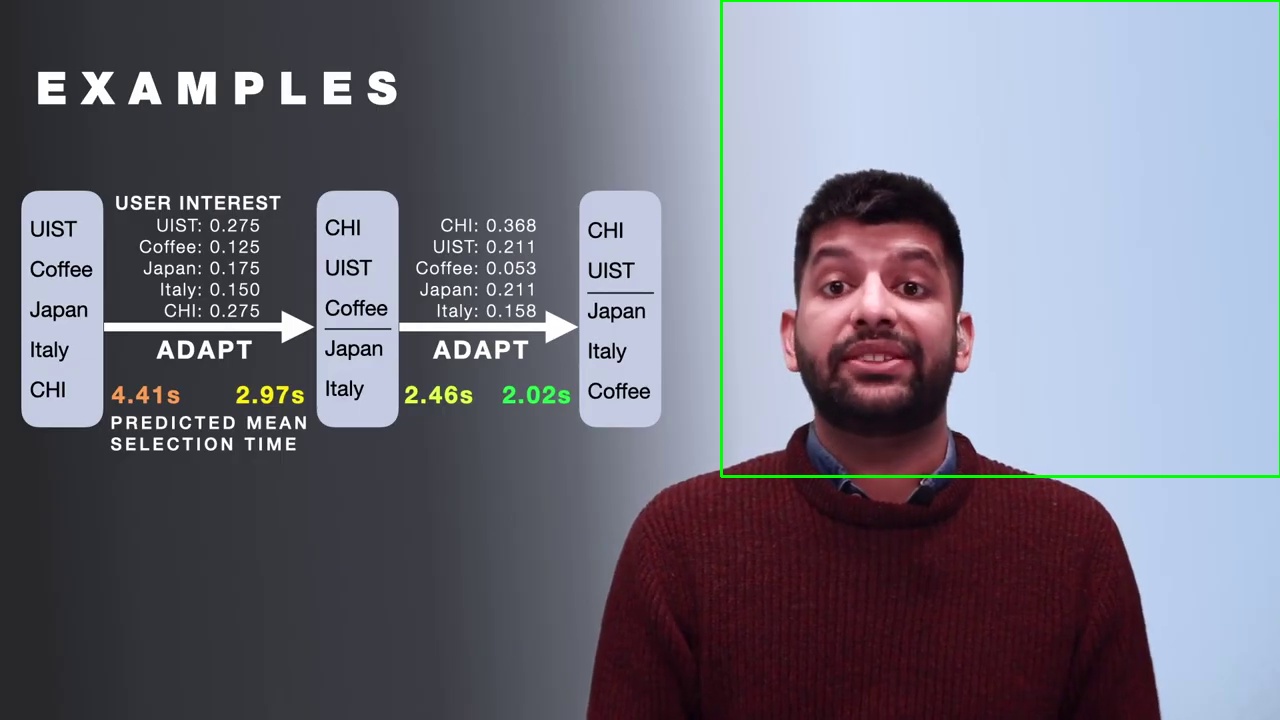 EXAMPLES
UIST
Coffee
Japan
Italy
CHI
USER INTEREST
UIST: 0.275
Coffee: 0.125
Japan: 0.175
Italy: 0.150
CHI: 0.275
ADAPT
4.41s 2.97s
PREDICTED MEAN
SELECTION TIME
CHI
UIST
Coffee
Japan
Italy
CHI: 0.368
UIST: 0.211
Coffee: 0.053
Japan: 0.211
Italy: 0.158
ADAPT
2.46s 2.02s
CHI
UIST
Japan
Italy
Coffee